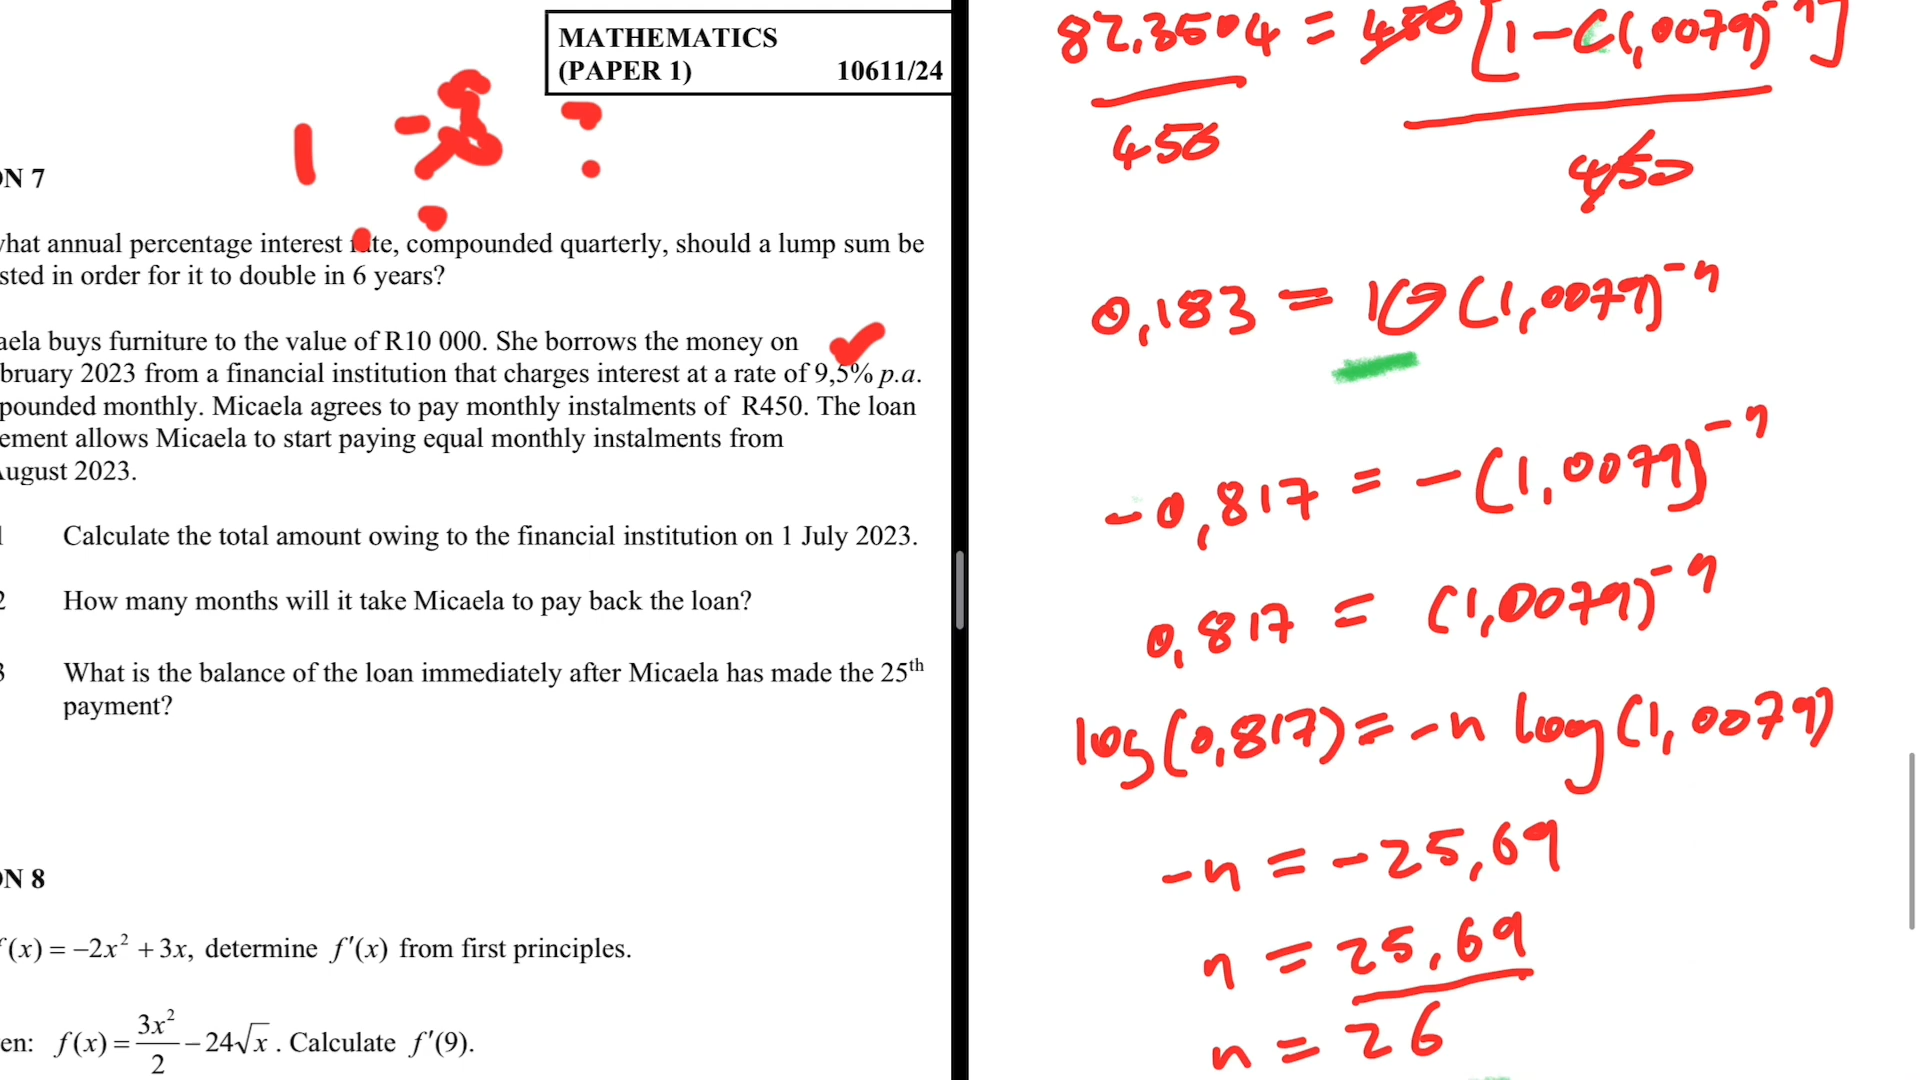 MATHEMATICS
(PAPER 1) 10611/24
1 ?
ON 7
what annual percentage interest rate, compounded quarterly, should a lump sum be
sted in order for it to double in 6 years?
aela buys furniture to the value of R10 000. She borrows the money on
bruary 2023 from a financial institution that charges interest at a rate of 9,5% p.a.
pounded monthly. Micaela agrees to pay monthly instalments of R450. The loan
ement allows Micaela to start paying equal monthly instalments from
August 2023.
Calculate the total amount owing to the financial institution on 1 July 2023.
2 How many months will it take Micaela to pay back the loan?
3 What is the balance of the loan immediately after Micaela has made the 25th
payment?
ON 8
f(x) = −2x² + 3x, determine f′(x) from first principles.
en: f(x) = 3x²/2 − 24√x . Calculate f′(9).
82,3504 = 450 [1 − (1,0079)⁻ⁿ]
450 450
0,183 = (1,0079)⁻ⁿ
-0,817 = -(1,0079)⁻ⁿ
0,817 = (1,0079)⁻ⁿ
log(0,817) = -n log(1,0079)
-n = -25,69
n = 25,69
n = 26